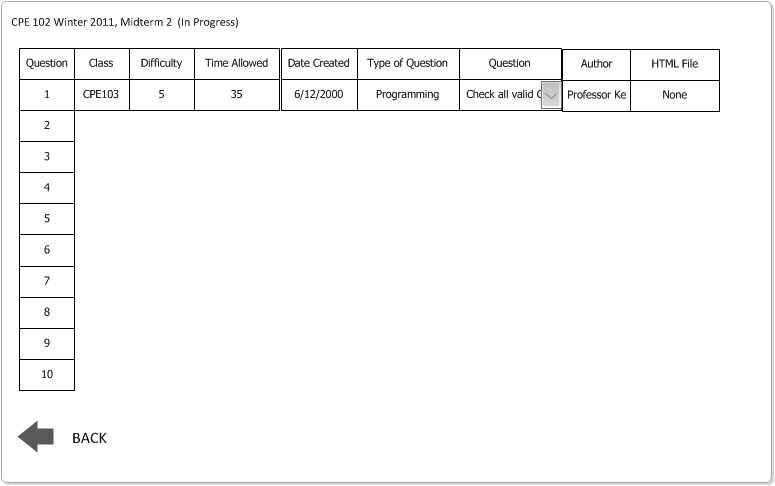 CPE 102 Winter 2011, Midterm 2 (In Progress)
Question Class Difficulty Time Allowed Date Created Type of Question Question Author HTML File
1 CPE103 5 35 6/12/2000 Programming Check all valid Professor Ke None
2
3
4
5
6
7
8
9
10
BACK